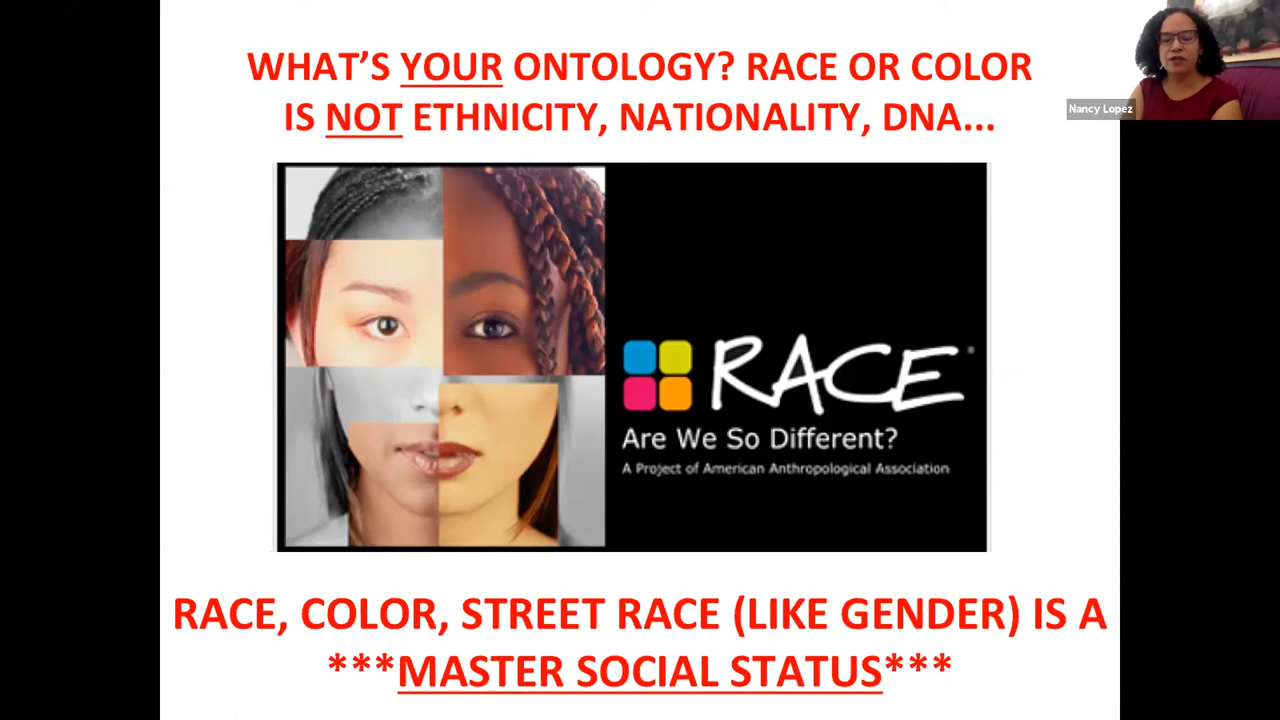 WHAT'S YOUR ONTOLOGY? RACE OR COLOR
IS NOT ETHNICITY, NATIONALITY, DNA...
Nancy Lopez
RACE®
Are We So Different?
A Project of American Anthropological Association
RACE, COLOR, STREET RACE (LIKE GENDER) IS A
***MASTER SOCIAL STATUS***